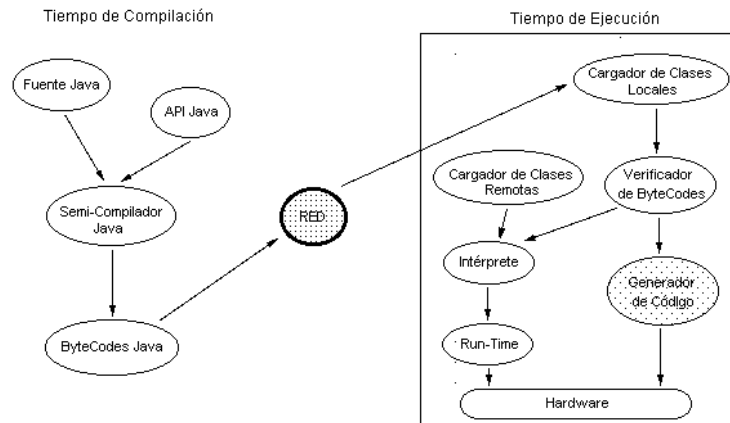 Tiempo de Compilación
Tiempo de Ejecución
Fuente Java
API Java
Semi-Compilador
Java
ByteCodes Java
RED
Cargador de Clases
Locales
Cargador de Clases
Remotas
Verificador
de ByteCodes
Intérprete
Generador
de Código
Run-Time
Hardware